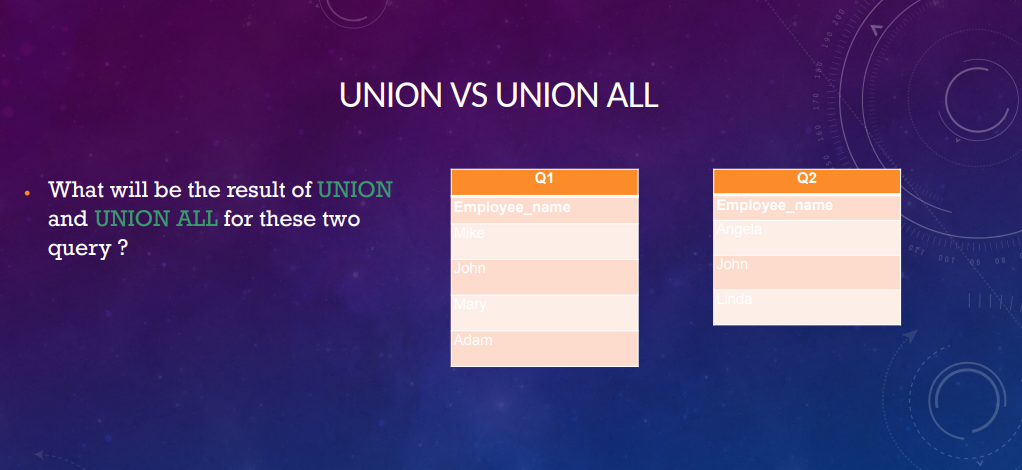 UNION VS UNION ALL
• What will be the result of UNION
and UNION ALL for these two
query ?
Q1
Employee_name
Mike
John
Mary
Adam
Q2
Employee_name
Angela
John
Linda